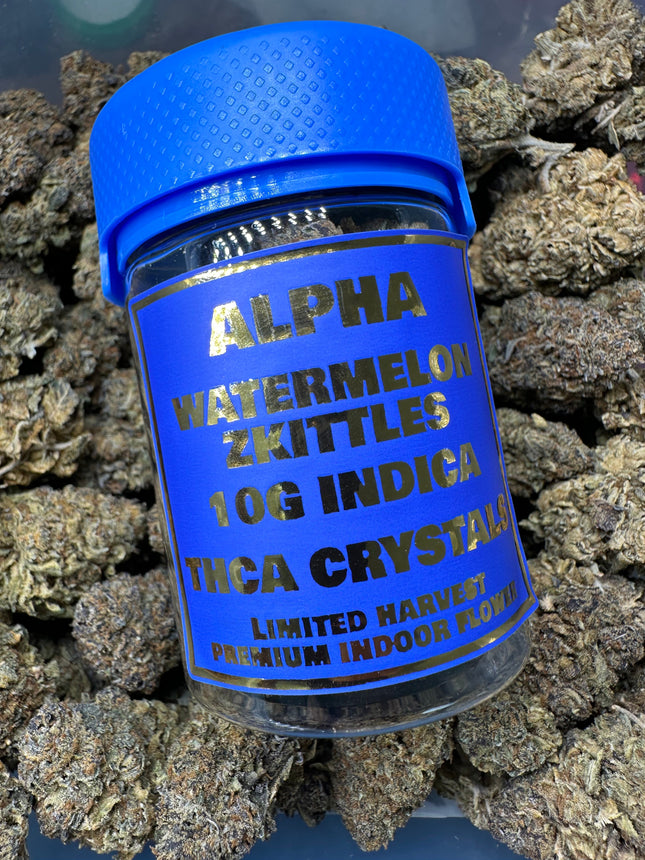 ALPHA
WATERMELON
ZKITTLES
10G INDICA
THCA CRYSTALS
LIMITED HARVEST
PREMIUM INDOOR FLOWER